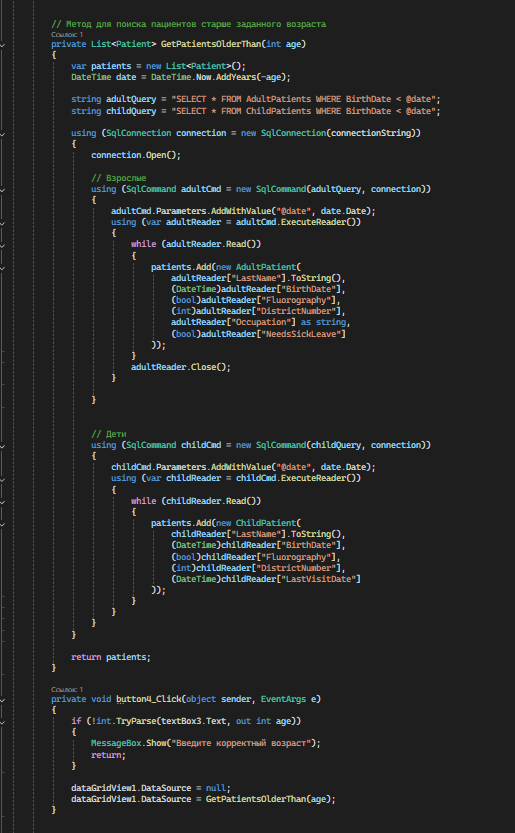 // Метод для поиска пациентов старше заданного возраста
Ссылок: 1
private List<Patient> GetPatientsOlderThan(int age)
{
var patients = new List<Patient>();
DateTime date = DateTime.Now.AddYears(-age);
string adultQuery = "SELECT * FROM AdultPatients WHERE BirthDate < @date";
string childQuery = "SELECT * FROM ChildPatients WHERE BirthDate < @date";
using (SqlConnection connection = new SqlConnection(connectionString))
{
connection.Open();
// Взрослые
using (SqlCommand adultCmd = new SqlCommand(adultQuery, connection))
{
adultCmd.Parameters.AddWithValue("@date", date.Date);
using (var adultReader = adultCmd.ExecuteReader())
{
while (adultReader.Read())
{
patients.Add(new AdultPatient(
adultReader["LastName"].ToString(),
(DateTime)adultReader["BirthDate"],
(bool)adultReader["Fluorography"],
(int)adultReader["DistrictNumber"],
adultReader["Occupation"] as string,
(bool)adultReader["NeedsSickLeave"]
));
}
adultReader.Close();
}
}
// Дети
using (SqlCommand childCmd = new SqlCommand(childQuery, connection))
{
childCmd.Parameters.AddWithValue("@date", date.Date);
using (var childReader = childCmd.ExecuteReader())
{
while (childReader.Read())
{
patients.Add(new ChildPatient(
childReader["LastName"].ToString(),
(DateTime)childReader["BirthDate"],
(bool)childReader["Fluorography"],
(int)childReader["DistrictNumber"],
(DateTime)childReader["LastVisitDate"]
));
}
}
}
}
return patients;
}
Ссылок: 1
private void button4_Click(object sender, EventArgs e)
{
if (!int.TryParse(textBox3.Text, out int age))
{
MessageBox.Show("Введите корректный возраст");
return;
}
dataGridView1.DataSource = null;
dataGridView1.DataSource = GetPatientsOlderThan(age);
}